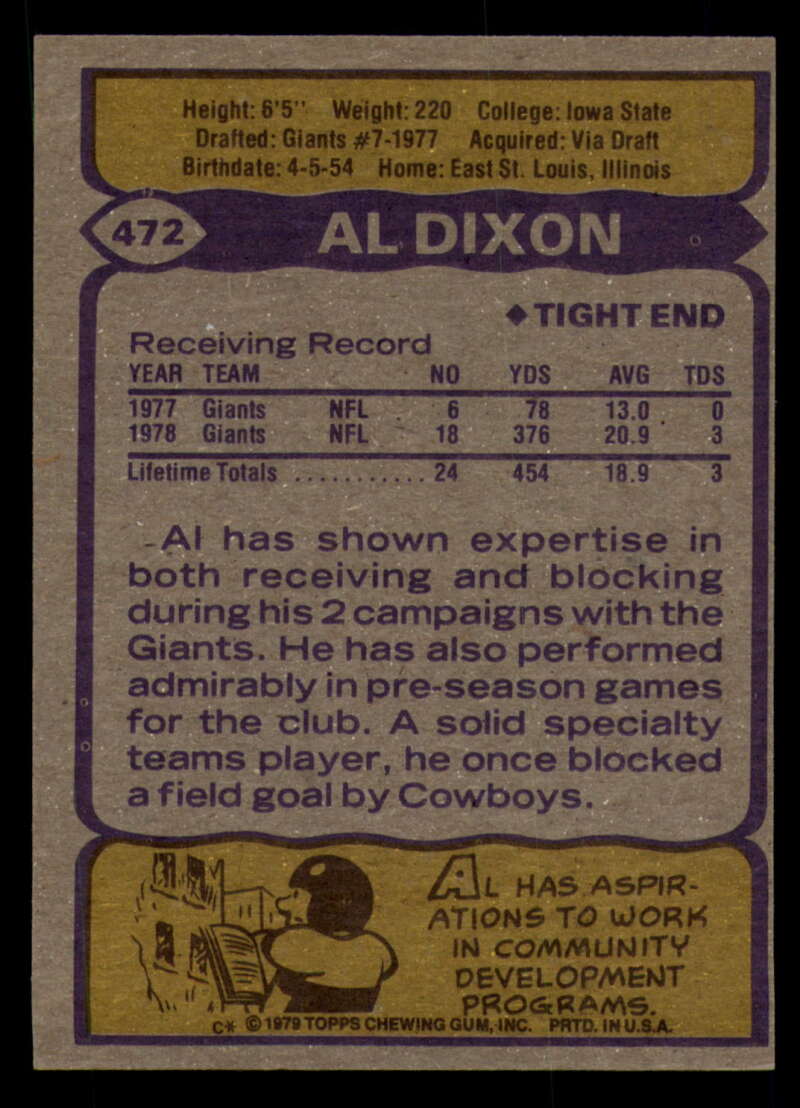 Height: 6'5" Weight: 220 College: Iowa State
Drafted: Giants #7-1977 Acquired: Via Draft
Birthdate: 4-5-54 Home: East St. Louis, Illinois
472 AL DIXON
♦ TIGHT END
Receiving Record
YEAR TEAM NO YDS AVG TDS
1977 Giants NFL 6 78 13.0 0
1978 Giants NFL 18 376 20.9 3
Lifetime Totals ........... 24 454 18.9 3
Al has shown expertise in
both receiving and blocking
during his 2 campaigns with the
Giants. He has also performed
admirably in pre-season games
for the club. A solid specialty
teams player, he once blocked
a field goal by Cowboys.
AL HAS ASPIR-
ATIONS TO WORK
IN COMMUNITY
DEVELOPMENT
PROGRAMS.
C* © 1979 TOPPS CHEWING GUM, INC. PRTD. IN U.S.A.